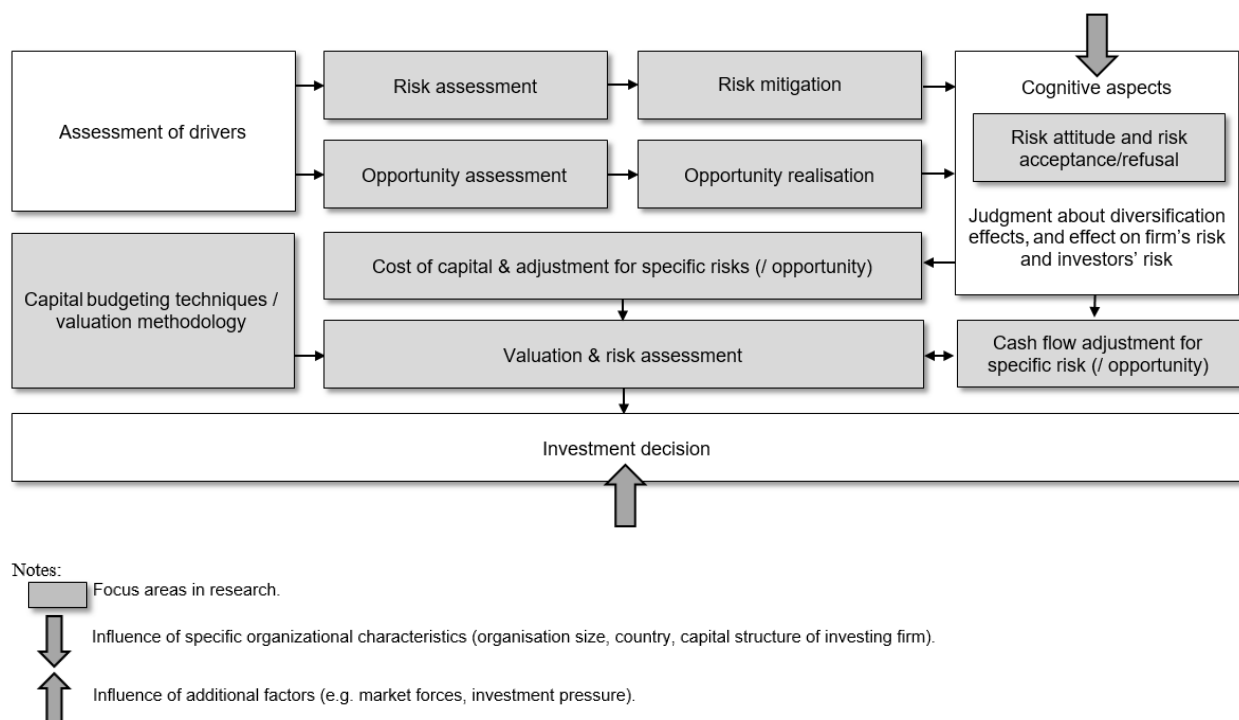 Assessment of drivers
Risk assessment
Risk mitigation
Opportunity assessment
Opportunity realisation
Cognitive aspects
Risk attitude and risk
acceptance/refusal
Judgment about diversification
effects, and effect on firm's risk
and investors' risk
Capital budgeting techniques /
valuation methodology
Cost of capital & adjustment for specific risks (/ opportunity)
Valuation & risk assessment
Cash flow adjustment for
specific risk (/ opportunity)
Investment decision
Notes:
Focus areas in research.
Influence of specific organizational characteristics (organisation size, country, capital structure of investing firm).
Influence of additional factors (e.g. market forces, investment pressure).